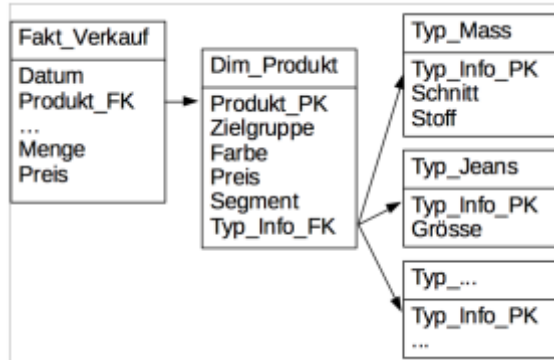 Fakt_Verkauf
Datum
Produkt_FK
...
Menge
Preis
Dim_Produkt
Produkt_PK
Zielgruppe
Farbe
Preis
Segment
Typ_Info_FK
Typ_Mass
Typ_Info_PK
Schnitt
Stoff
Typ_Jeans
Typ_Info_PK
Grösse
Typ_...
Typ_Info_PK
...